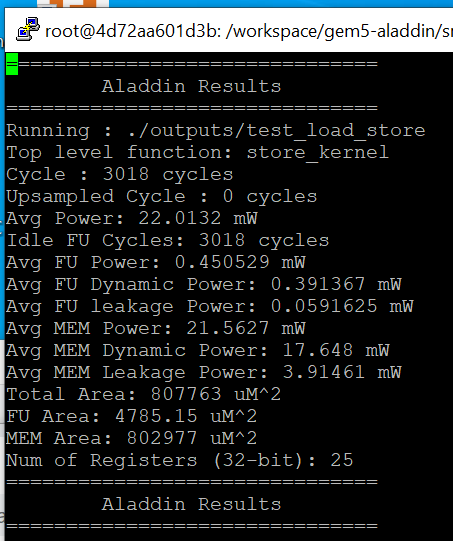 root@4d72aa601d3b: /workspace/gem5-aladdin/sr
===============================
Aladdin Results
===============================
Running : ./outputs/test_load_store
Top level function: store_kernel
Cycle : 3018 cycles
Upsampled Cycle : 0 cycles
Avg Power: 22.0132 mW
Idle FU Cycles: 3018 cycles
Avg FU Power: 0.450529 mW
Avg FU Dynamic Power: 0.391367 mW
Avg FU leakage Power: 0.0591625 mW
Avg MEM Power: 21.5627 mW
Avg MEM Dynamic Power: 17.648 mW
Avg MEM Leakage Power: 3.91461 mW
Total Area: 807763 uM^2
FU Area: 4785.15 uM^2
MEM Area: 802977 uM^2
Num of Registers (32-bit): 25
===============================
Aladdin Results
===============================